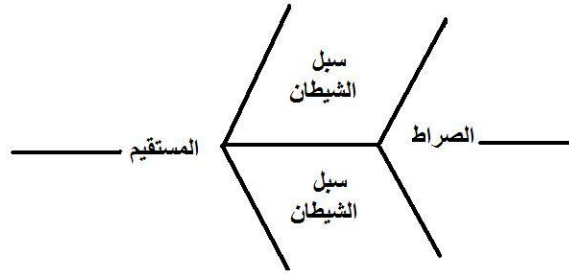 سبل
الشيطان
الصراط
المستقيم
سبل
الشيطان